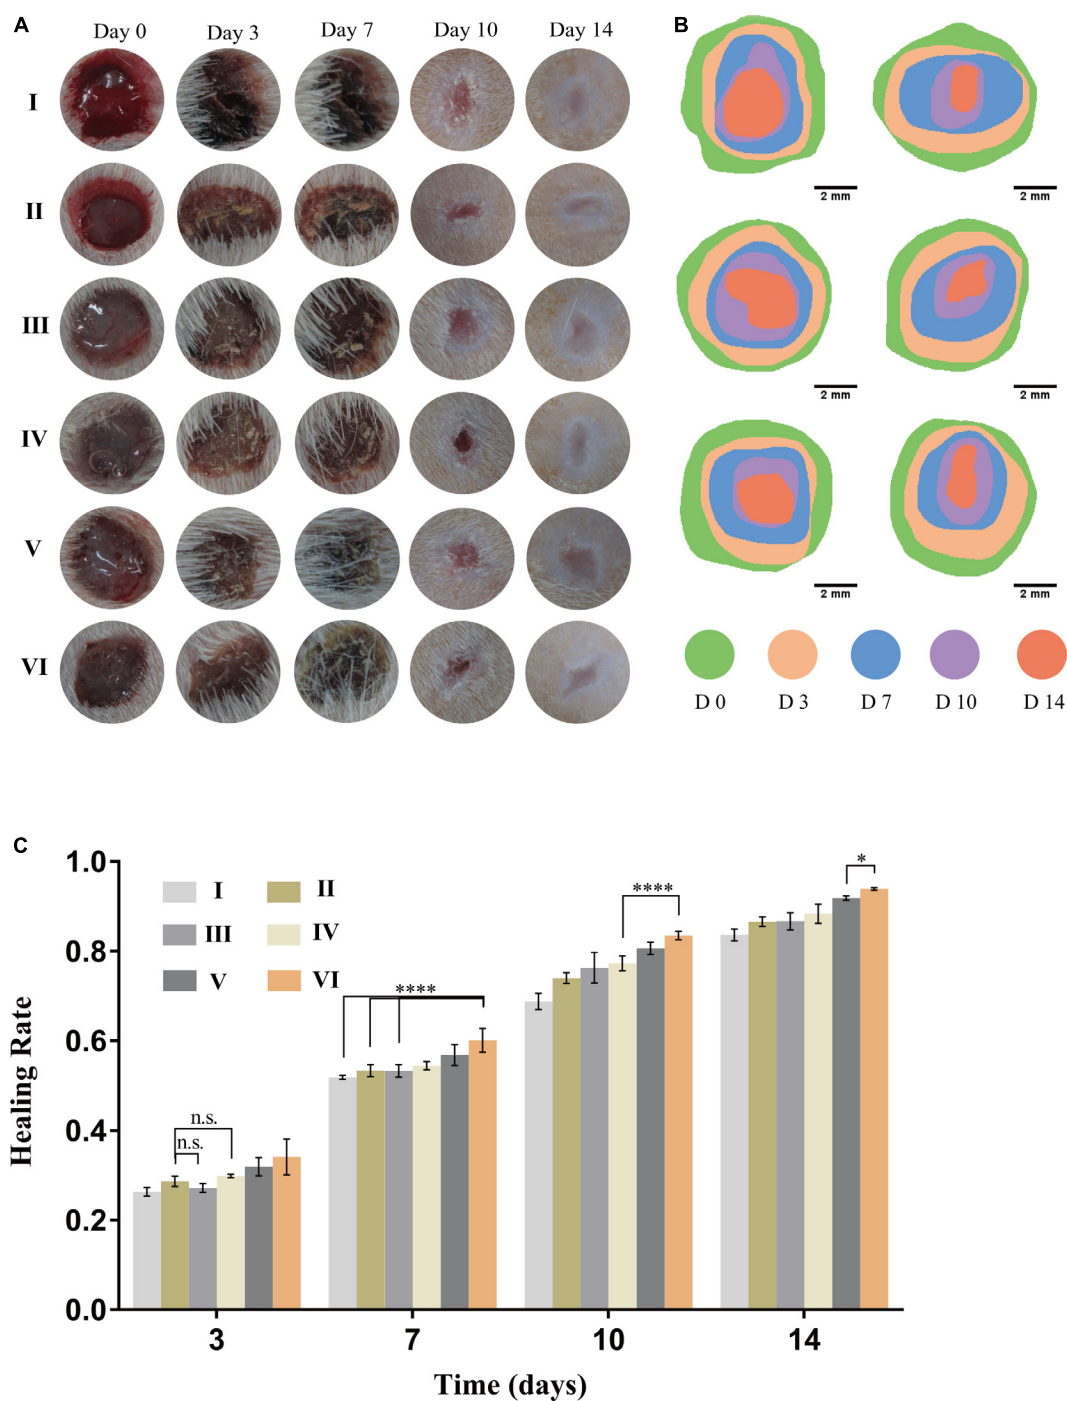 A
Day 0 Day 3 Day 7 Day 10 Day 14
I
II
III
IV
V
VI
B
2 mm 2 mm
2 mm 2 mm
2 mm 2 mm
D 0 D 3 D 7 D 10 D 14
C
Healing Rate
1.0
0.8
0.6
0.4
0.2
0.0
I II
III IV
V VI
n.s.
n.s.
****
****
*
3 7 10 14
Time (days)